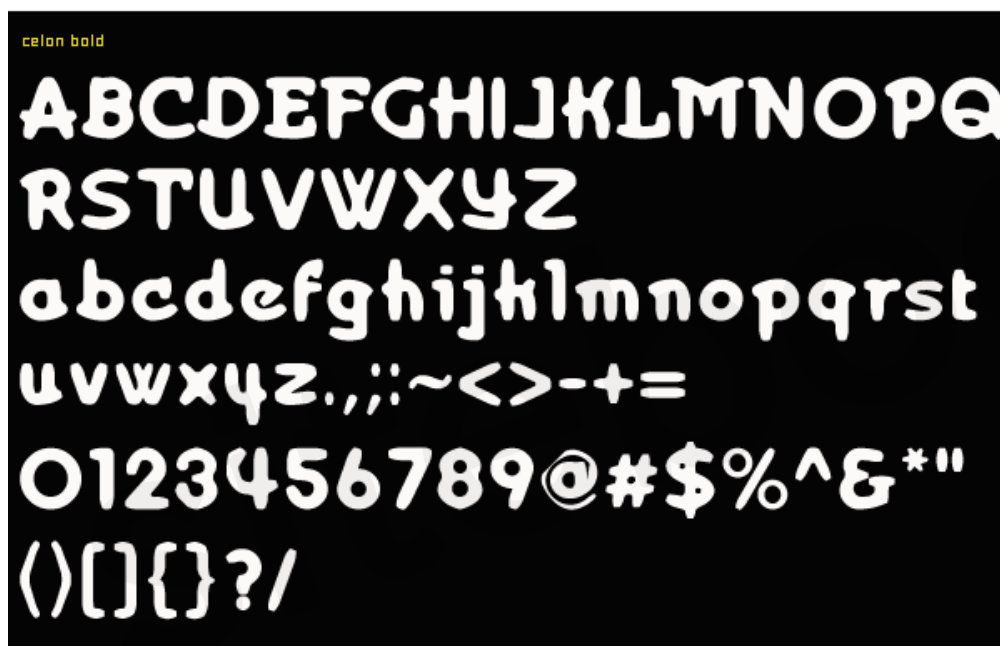 celon bold
ABCDEFGHIJKLMNOPQ
RSTUVWXYZ
abcdefghijklmnopqrst
uvwxyz.,;:~<>-+=
0123456789@#$%^&*"
()[]{}?/